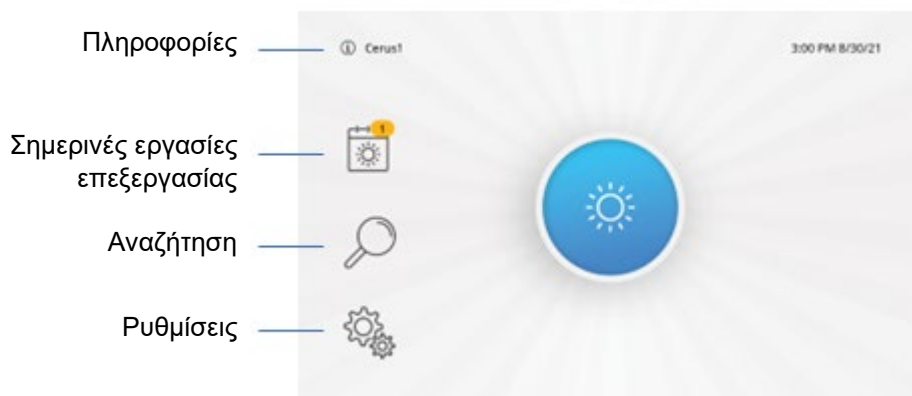 Πληροφορίες
Cerus1
3:00 PM 8/30/21
1
Σημερινές εργασίες
επεξεργασίας
Αναζήτηση
Ρυθμίσεις